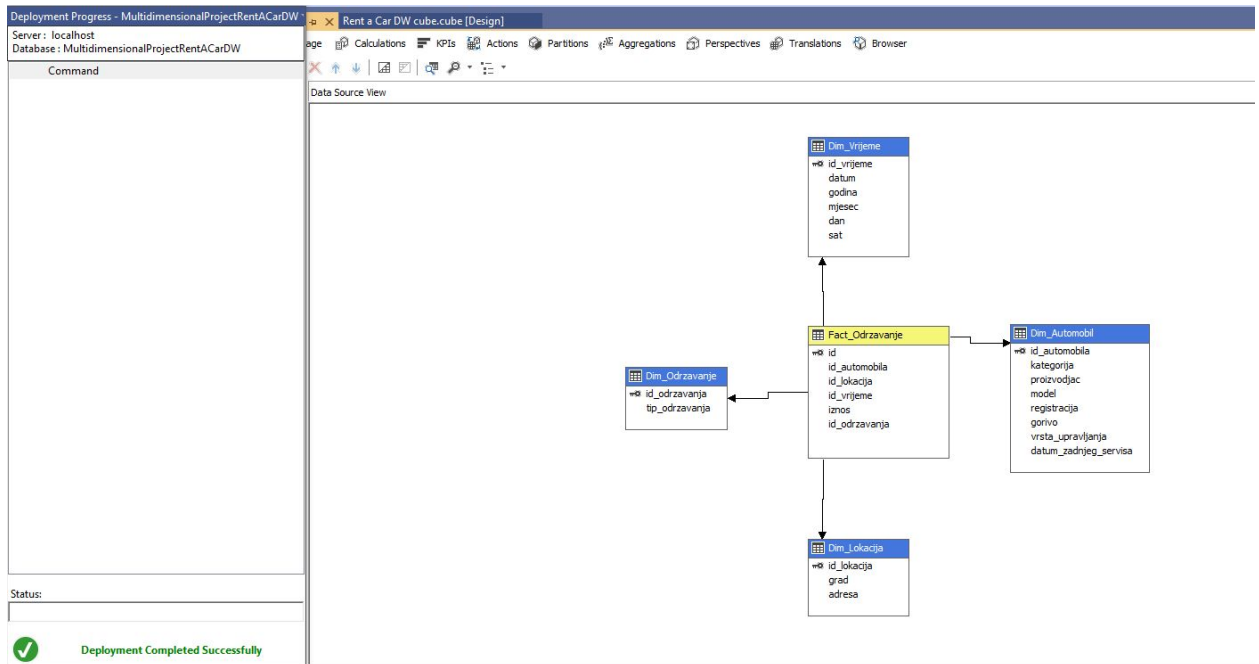 Deployment Progress - MultidimensionalProjectRentACarDW
Server : localhost
Database : MultidimensionalProjectRentACarDW
Command
Status:
Deployment Completed Successfully
Rent a Car DW cube.cube [Design]
age Calculations KPIs Actions Partitions Aggregations Perspectives Translations Browser
Data Source View
Dim_Vrijeme
id_vrijeme
datum
godina
mjesec
dan
sat
Fact_Odrzavanje
id
id_automobila
id_lokacija
id_vrijeme
iznos
id_odrzavanja
Dim_Automobil
id_automobila
kategorija
proizvodjac
model
registracija
gorivo
vrsta_upravljanja
datum_zadnjeg_servisa
Dim_Odrzavanje
id_odrzavanja
tip_odrzavanja
Dim_Lokacija
id_lokacija
grad
adresa